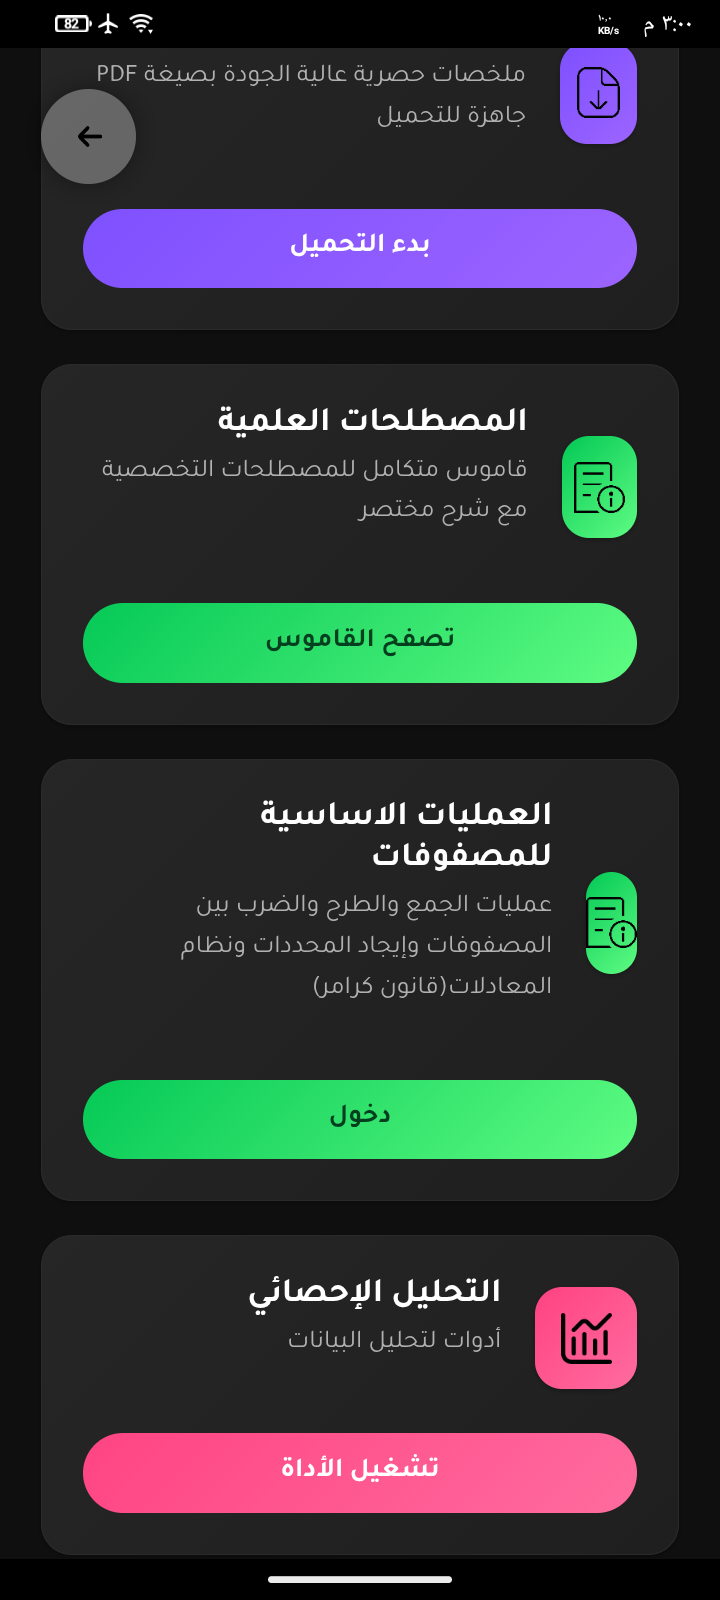 ٣:٠٠ م
١٠,٠
KB/s
82
ملخصات حصرية عالية الجودة بصيغة PDF
جاهزة للتحميل
بدء التحميل
المصطلحات العلمية
قاموس متكامل للمصطلحات التخصصية
مع شرح مختصر
تصفح القاموس
العمليات الاساسية
للمصفوفات
عمليات الجمع والطرح والضرب بين
المصفوفات وإيجاد المحددات ونظام
المعادلات(قانون كرامر)
دخول
التحليل الإحصائي
أدوات لتحليل البيانات
تشغيل الأداة